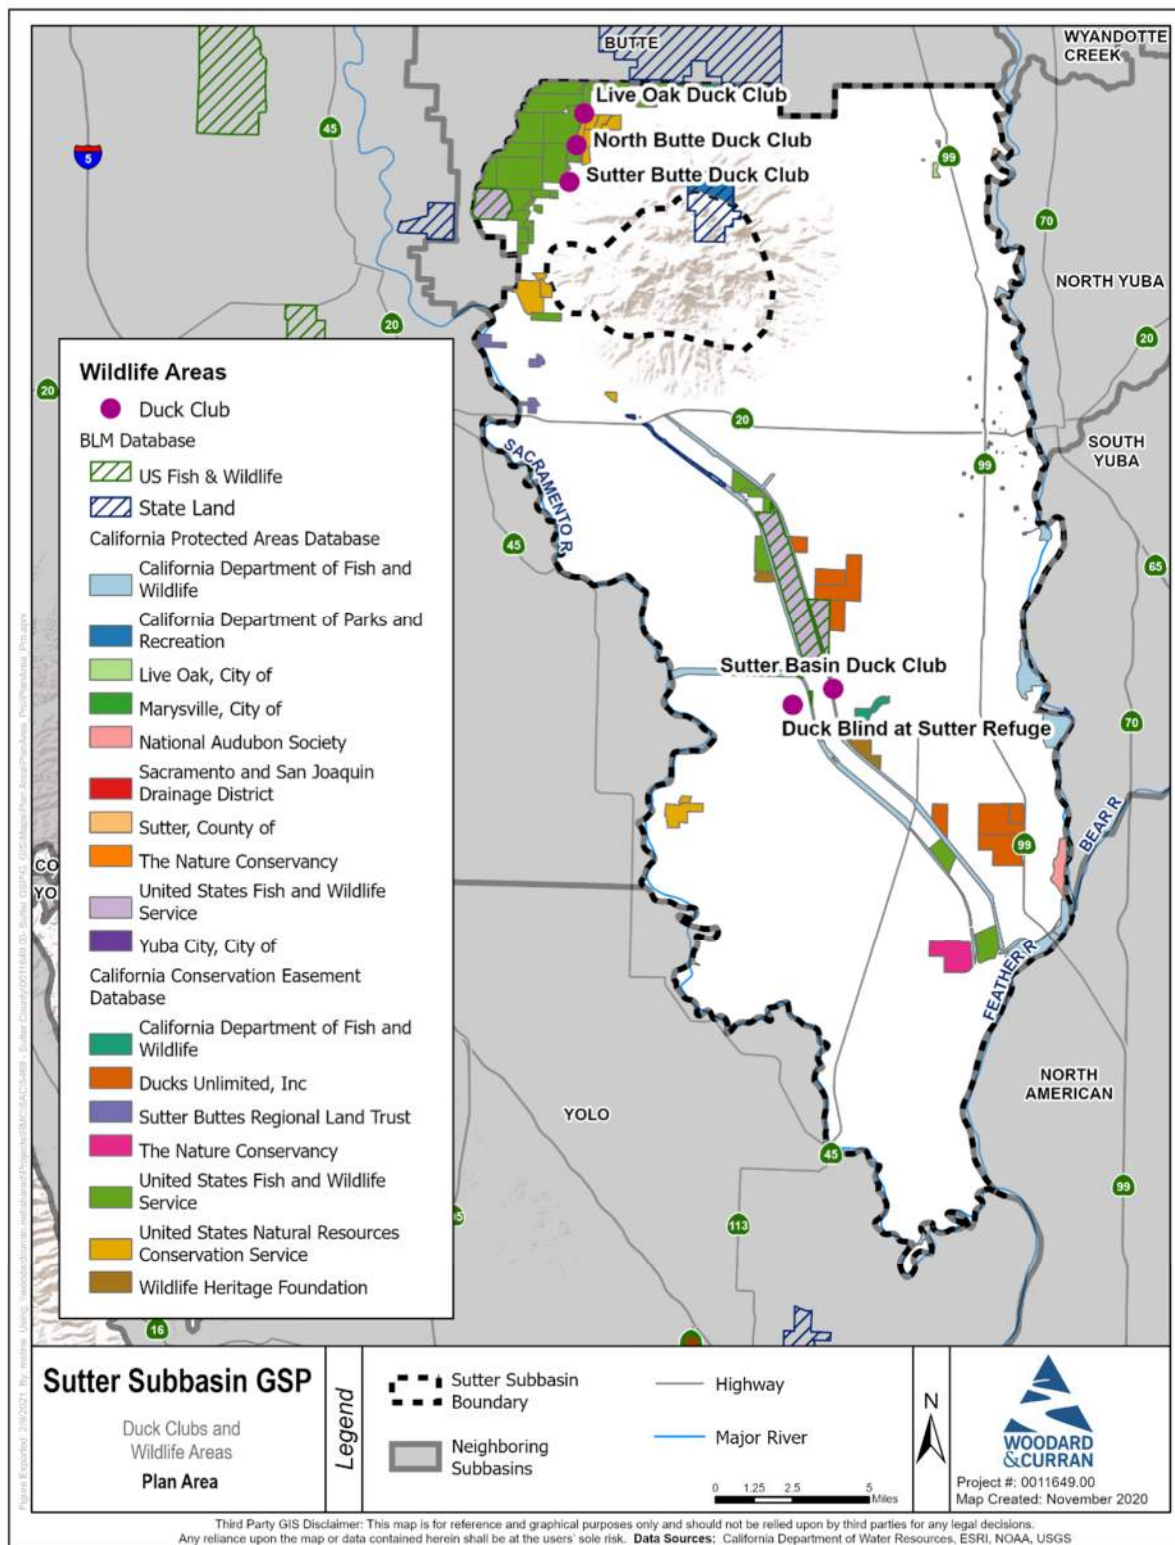 BUTTE
WYANDOTTE
CREEK
Live Oak Duck Club
45
North Butte Duck Club
99
5
Sutter Butte Duck Club
70
NORTH YUBA
20
20
20
20
SOUTH
YUBA
99
SACRAMENTO R
45
65
Sutter Basin Duck Club
Duck Blind at Sutter Refuge
70
BEAR R
99
FEATHER R
NORTH
AMERICAN
YOLO
45
99
113
16
CO
YO
Wildlife Areas
Duck Club
BLM Database
US Fish & Wildlife
State Land
California Protected Areas Database
California Department of Fish and
Wildlife
California Department of Parks and
Recreation
Live Oak, City of
Marysville, City of
National Audubon Society
Sacramento and San Joaquin
Drainage District
Sutter, County of
The Nature Conservancy
United States Fish and Wildlife
Service
Yuba City, City of
California Conservation Easement
Database
California Department of Fish and
Wildlife
Ducks Unlimited, Inc
Sutter Buttes Regional Land Trust
The Nature Conservancy
United States Fish and Wildlife
Service
United States Natural Resources
Conservation Service
Wildlife Heritage Foundation
Sutter Subbasin GSP
Duck Clubs and
Wildlife Areas
Plan Area
Legend
Sutter Subbasin
Boundary
Neighboring
Subbasins
Highway
Major River
0 1.25 2.5 5
Miles
N
WOODARD
&CURRAN
Project #: 0011649.00
Map Created: November 2020
Third Party GIS Disclaimer: This map is for reference and graphical purposes only and should not be relied upon by third parties for any legal decisions.
Any reliance upon the map or data contained herein shall be at the users' sole risk. Data Sources: California Department of Water Resources, ESRI, NOAA, USGS
Figure Exported: 2/9/2021